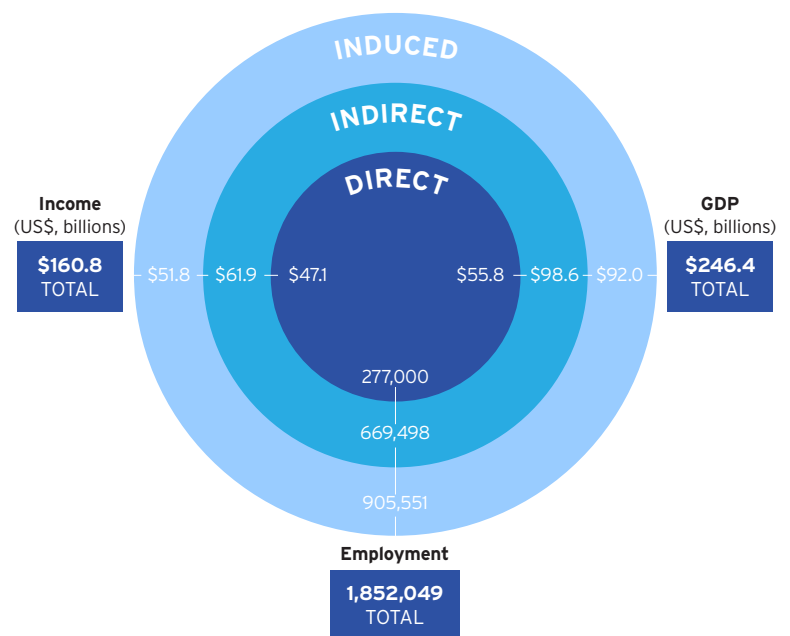 INDUCED
INDIRECT
DIRECT
Income
(US$, billions)
$160.8
TOTAL
GDP
(US$, billions)
$246.4
TOTAL
$51.8 $61.9 $47.1 $55.8 $98.6 $92.0
277,000
669,498
905,551
Employment
1,852,049
TOTAL